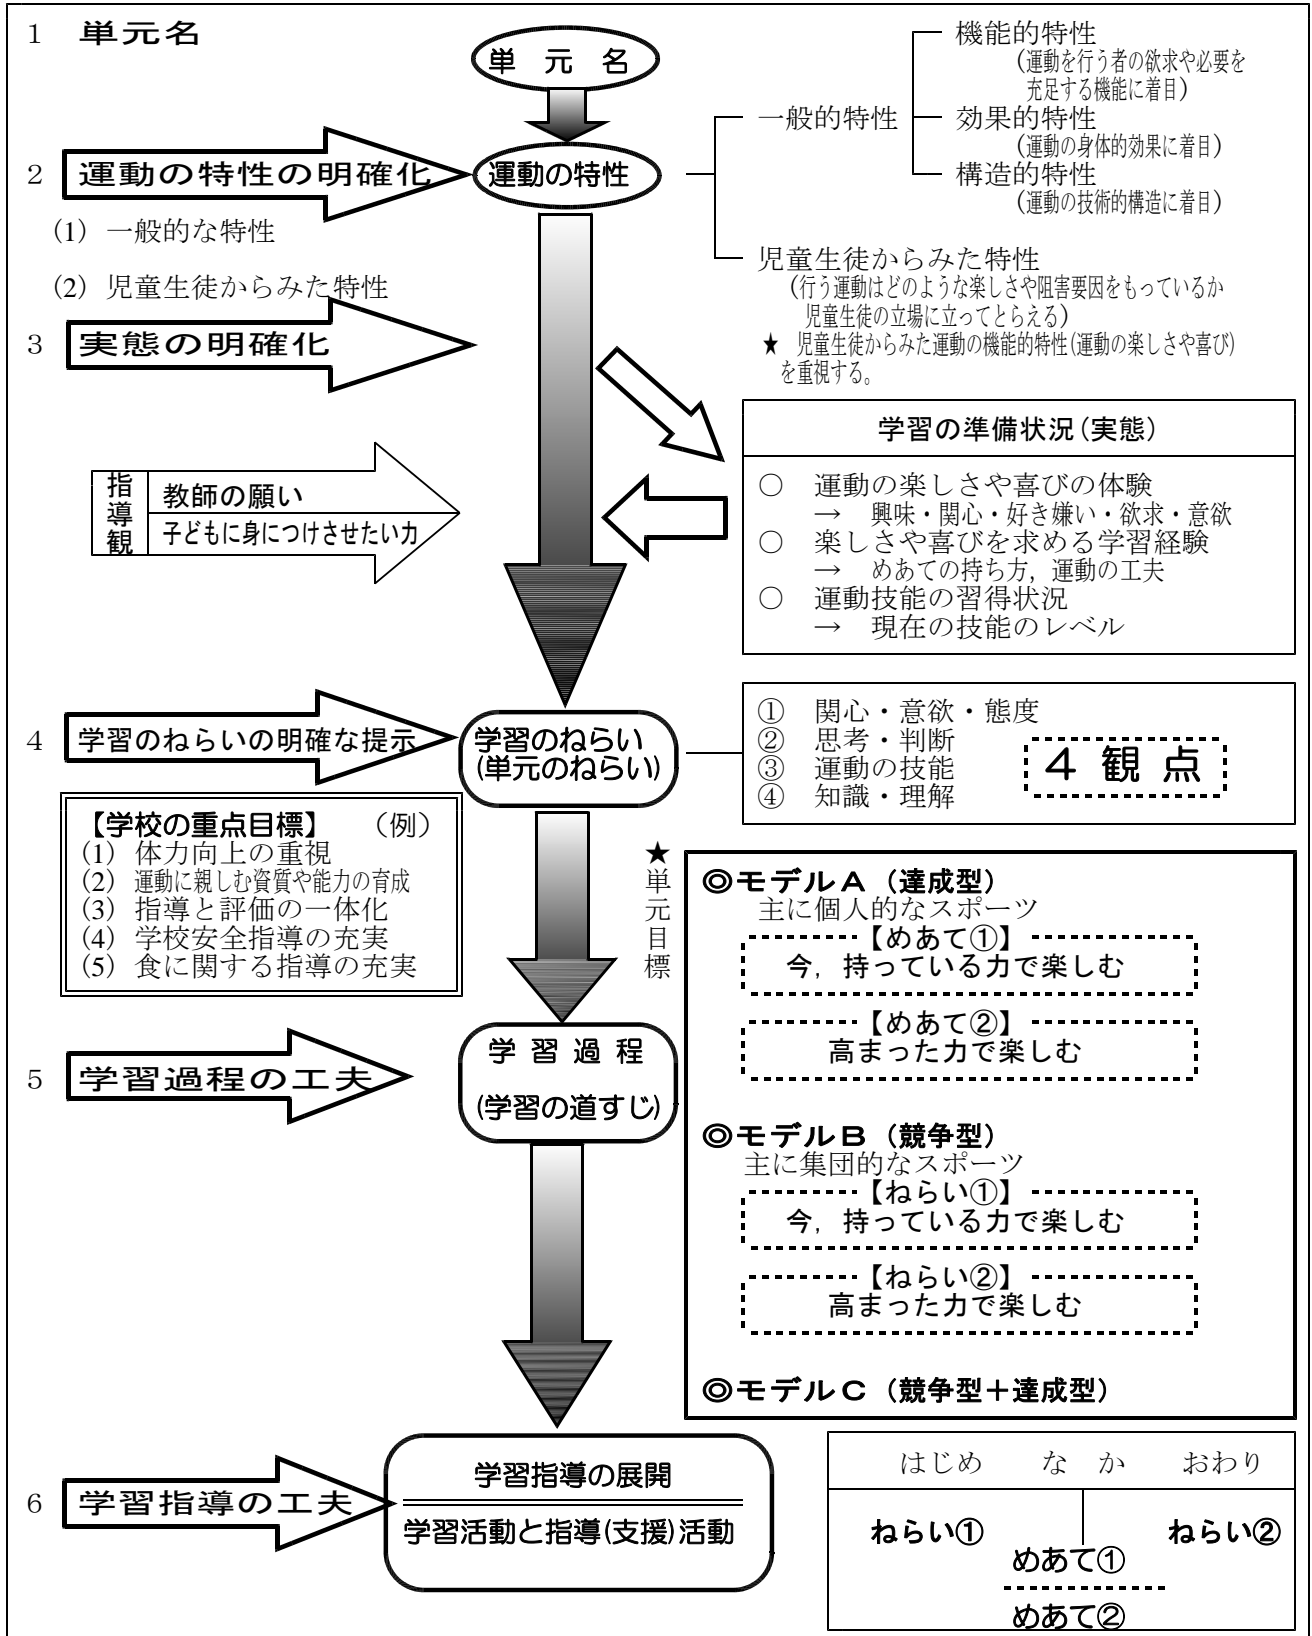 1　単元名
単　元　名
機能的特性
(運動を行う者の欲求や必要を
充足する機能に着目)
一般的特性
効果的特性
(運動の身体的効果に着目)
構造的特性
(運動の技術的構造に着目)
2　運動の特性の明確化
運動の特性
(1) 一般的な特性
(2) 児童生徒からみた特性
児童生徒からみた特性
(行う運動はどのような楽しさや阻害要因をもっているか
児童生徒の立場に立ってとらえる)
★　児童生徒からみた運動の機能的特性(運動の楽しさや喜び)
を重視する。
3　実態の明確化
学習の準備状況(実態)
○　運動の楽しさや喜びの体験
→　興味・関心・好き嫌い・欲求・意欲
○　楽しさや喜びを求める学習経験
→　めあての持ち方，運動の工夫
○　運動技能の習得状況
→　現在の技能のレベル
指導観
教師の願い
子どもに身につけさせたい力
4　学習のねらいの明確な提示
学習のねらい
(単元のねらい)
①　関心・意欲・態度
②　思考・判断
③　運動の技能
④　知識・理解
４観点
【学校の重点目標】　（例）
(1) 体力向上の重視
(2) 運動に親しむ資質や能力の育成
(3) 指導と評価の一体化
(4) 学校安全指導の充実
(5) 食に関する指導の充実
★単元目標
◎モデルＡ（達成型）
主に個人的なスポーツ
【めあて①】
今，持っている力で楽しむ
【めあて②】
高まった力で楽しむ
◎モデルＢ（競争型）
主に集団的なスポーツ
【ねらい①】
今，持っている力で楽しむ
【ねらい②】
高まった力で楽しむ
◎モデルＣ（競争型＋達成型）
5　学習過程の工夫
学習過程
(学習の道すじ)
はじめ　な　か　おわり
ねらい①　ねらい②
めあて①
めあて②
6　学習指導の工夫
学習指導の展開
学習活動と指導(支援)活動